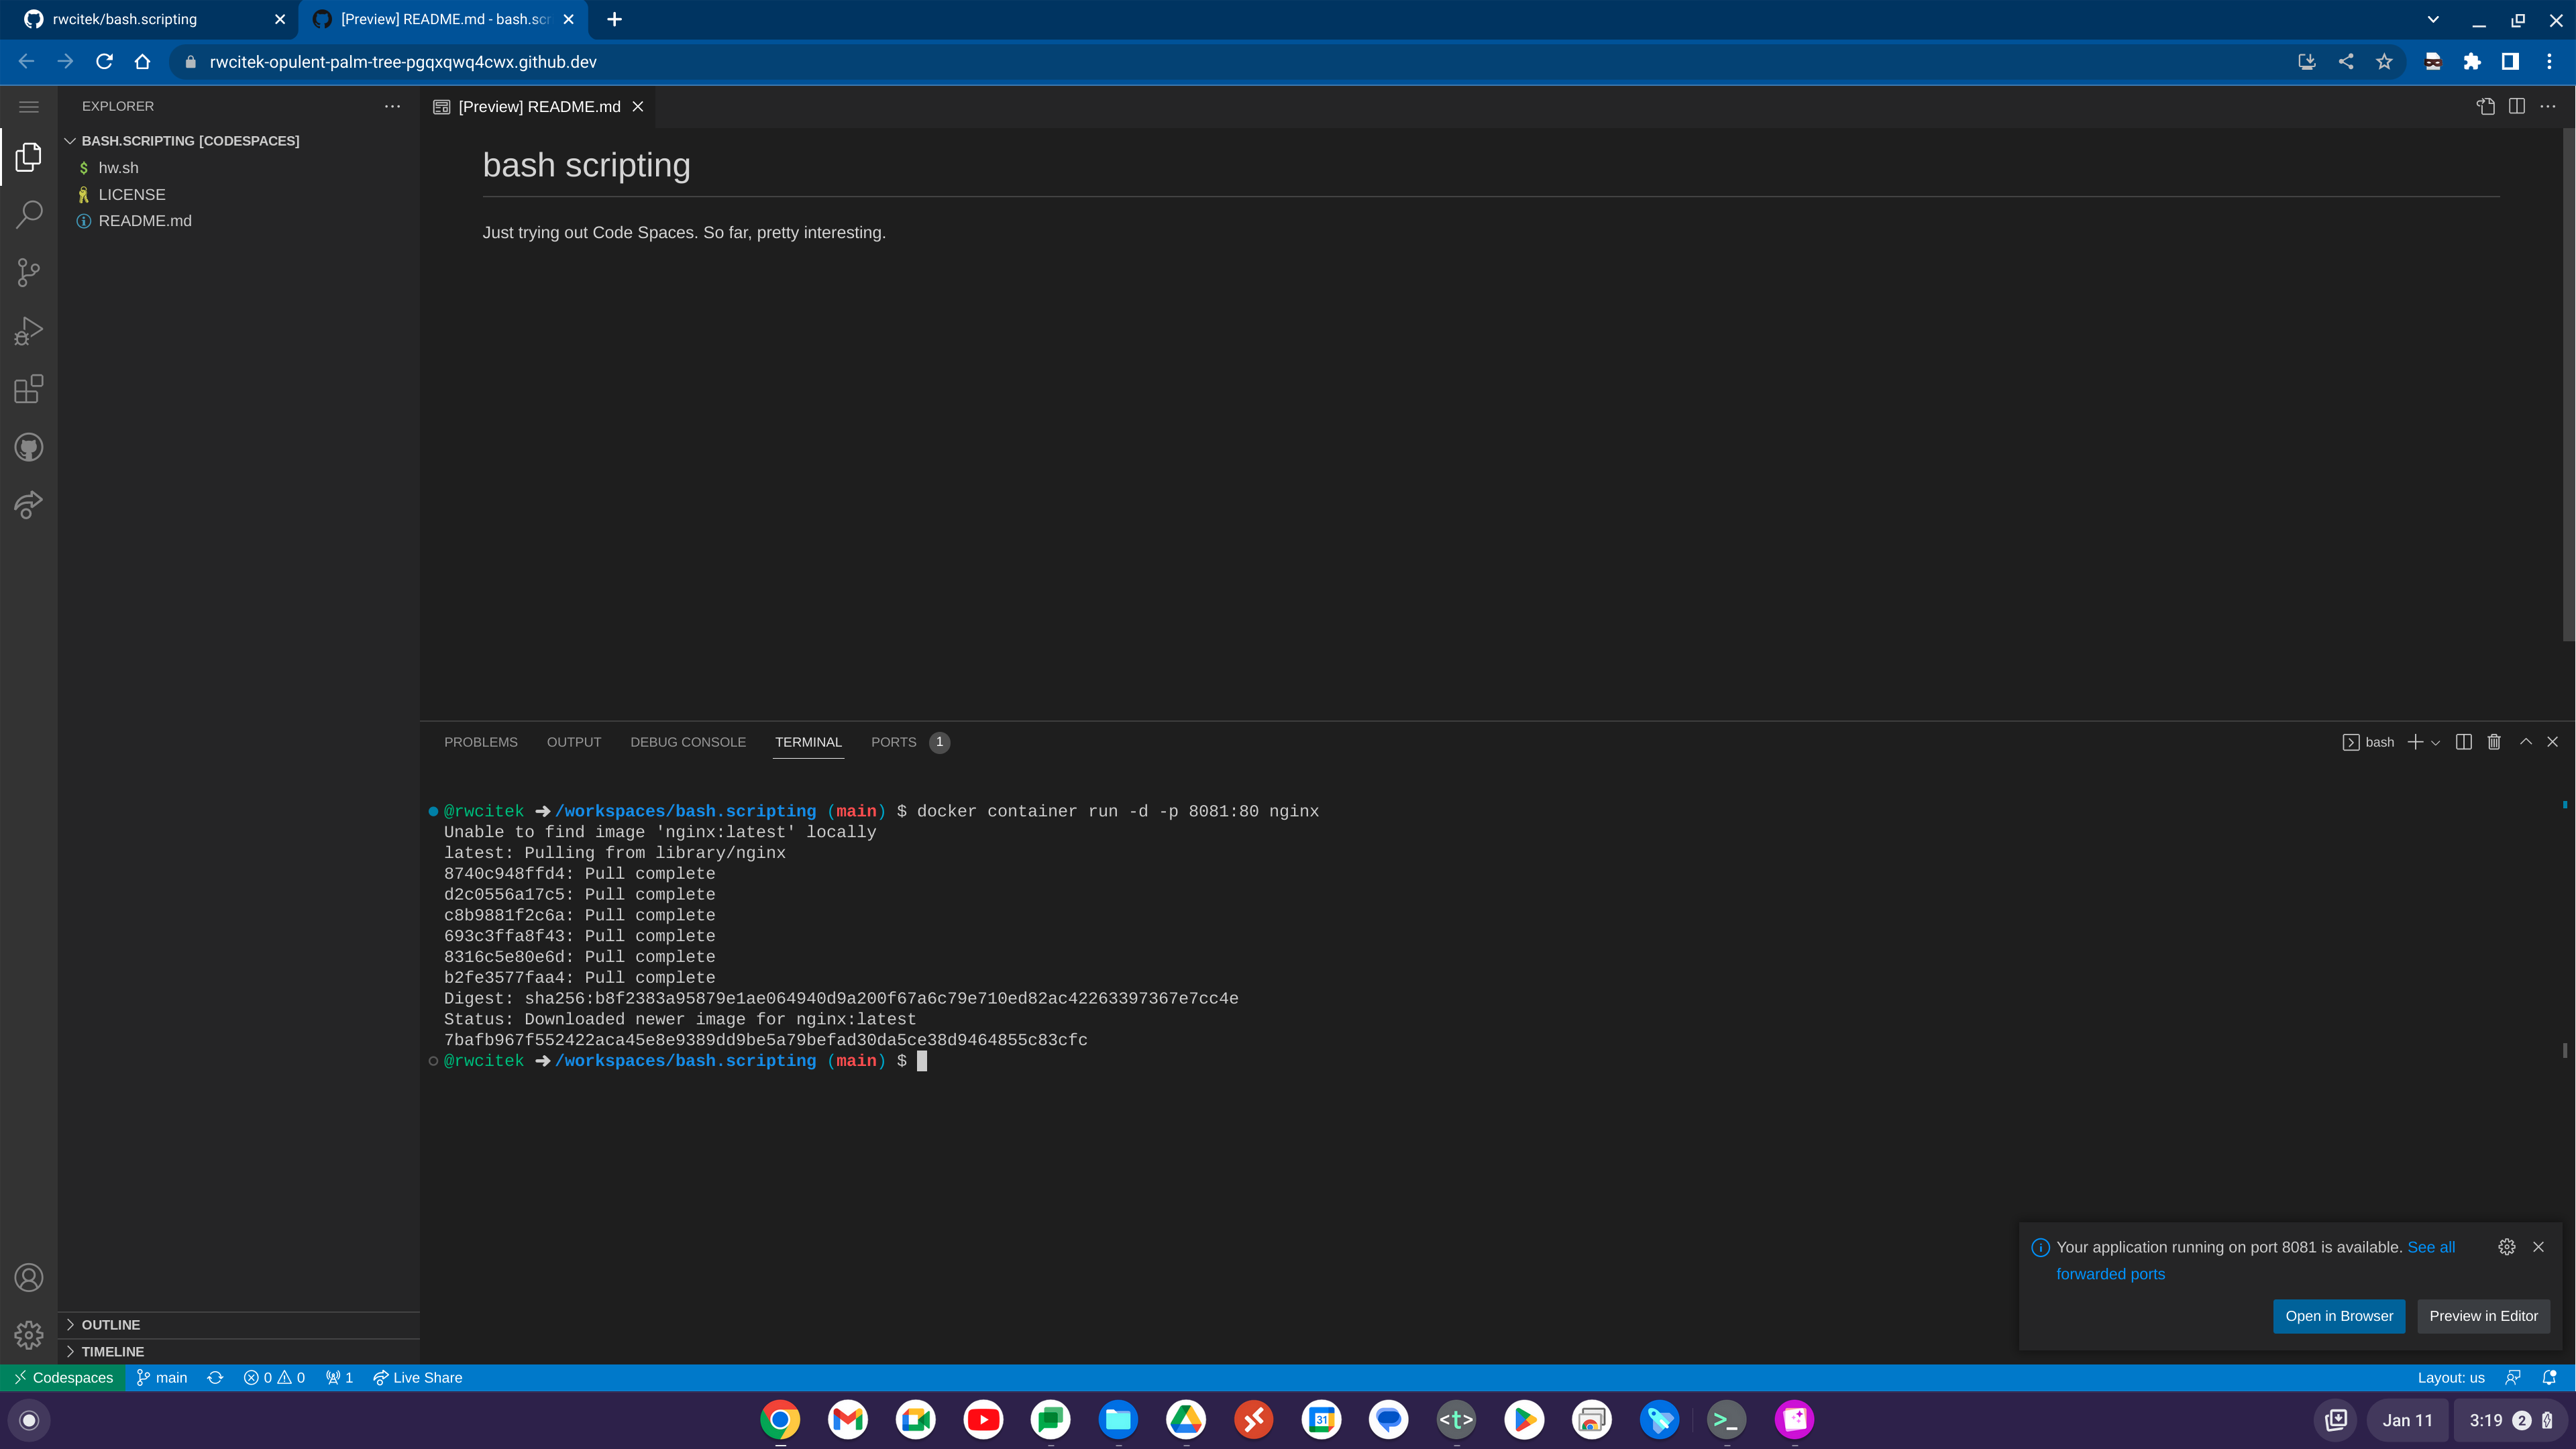 rwcitek/bash.scripting
[Preview] README.md - bash.scr
rwcitek-opulent-palm-tree-pgqxqwq4cwx.github.dev
EXPLORER
BASH.SCRIPTING [CODESPACES]
$ hw.sh
LICENSE
README.md
[Preview] README.md
bash scripting
Just trying out Code Spaces. So far, pretty interesting.
PROBLEMS OUTPUT DEBUG CONSOLE TERMINAL PORTS 1
bash
@rwcitek ➜ /workspaces/bash.scripting (main) $ docker container run -d -p 8081:80 nginx
Unable to find image 'nginx:latest' locally
latest: Pulling from library/nginx
8740c948ffd4: Pull complete
d2c0556a17c5: Pull complete
c8b9881f2c6a: Pull complete
693c3ffa8f43: Pull complete
8316c5e80e6d: Pull complete
b2fe3577faa4: Pull complete
Digest: sha256:b8f2383a95879e1ae064940d9a200f67a6c79e710ed82ac42263397367e7cc4e
Status: Downloaded newer image for nginx:latest
7bafb967f552422aca45e8e9389dd9be5a79befad30da5ce38d9464855c83cfc
@rwcitek ➜ /workspaces/bash.scripting (main) $
Your application running on port 8081 is available. See all
forwarded ports
Open in Browser
Preview in Editor
OUTLINE
TIMELINE
Codespaces main 0 0 1 Live Share
Layout: us
31
<t>
>_
Jan 11
3:19 2